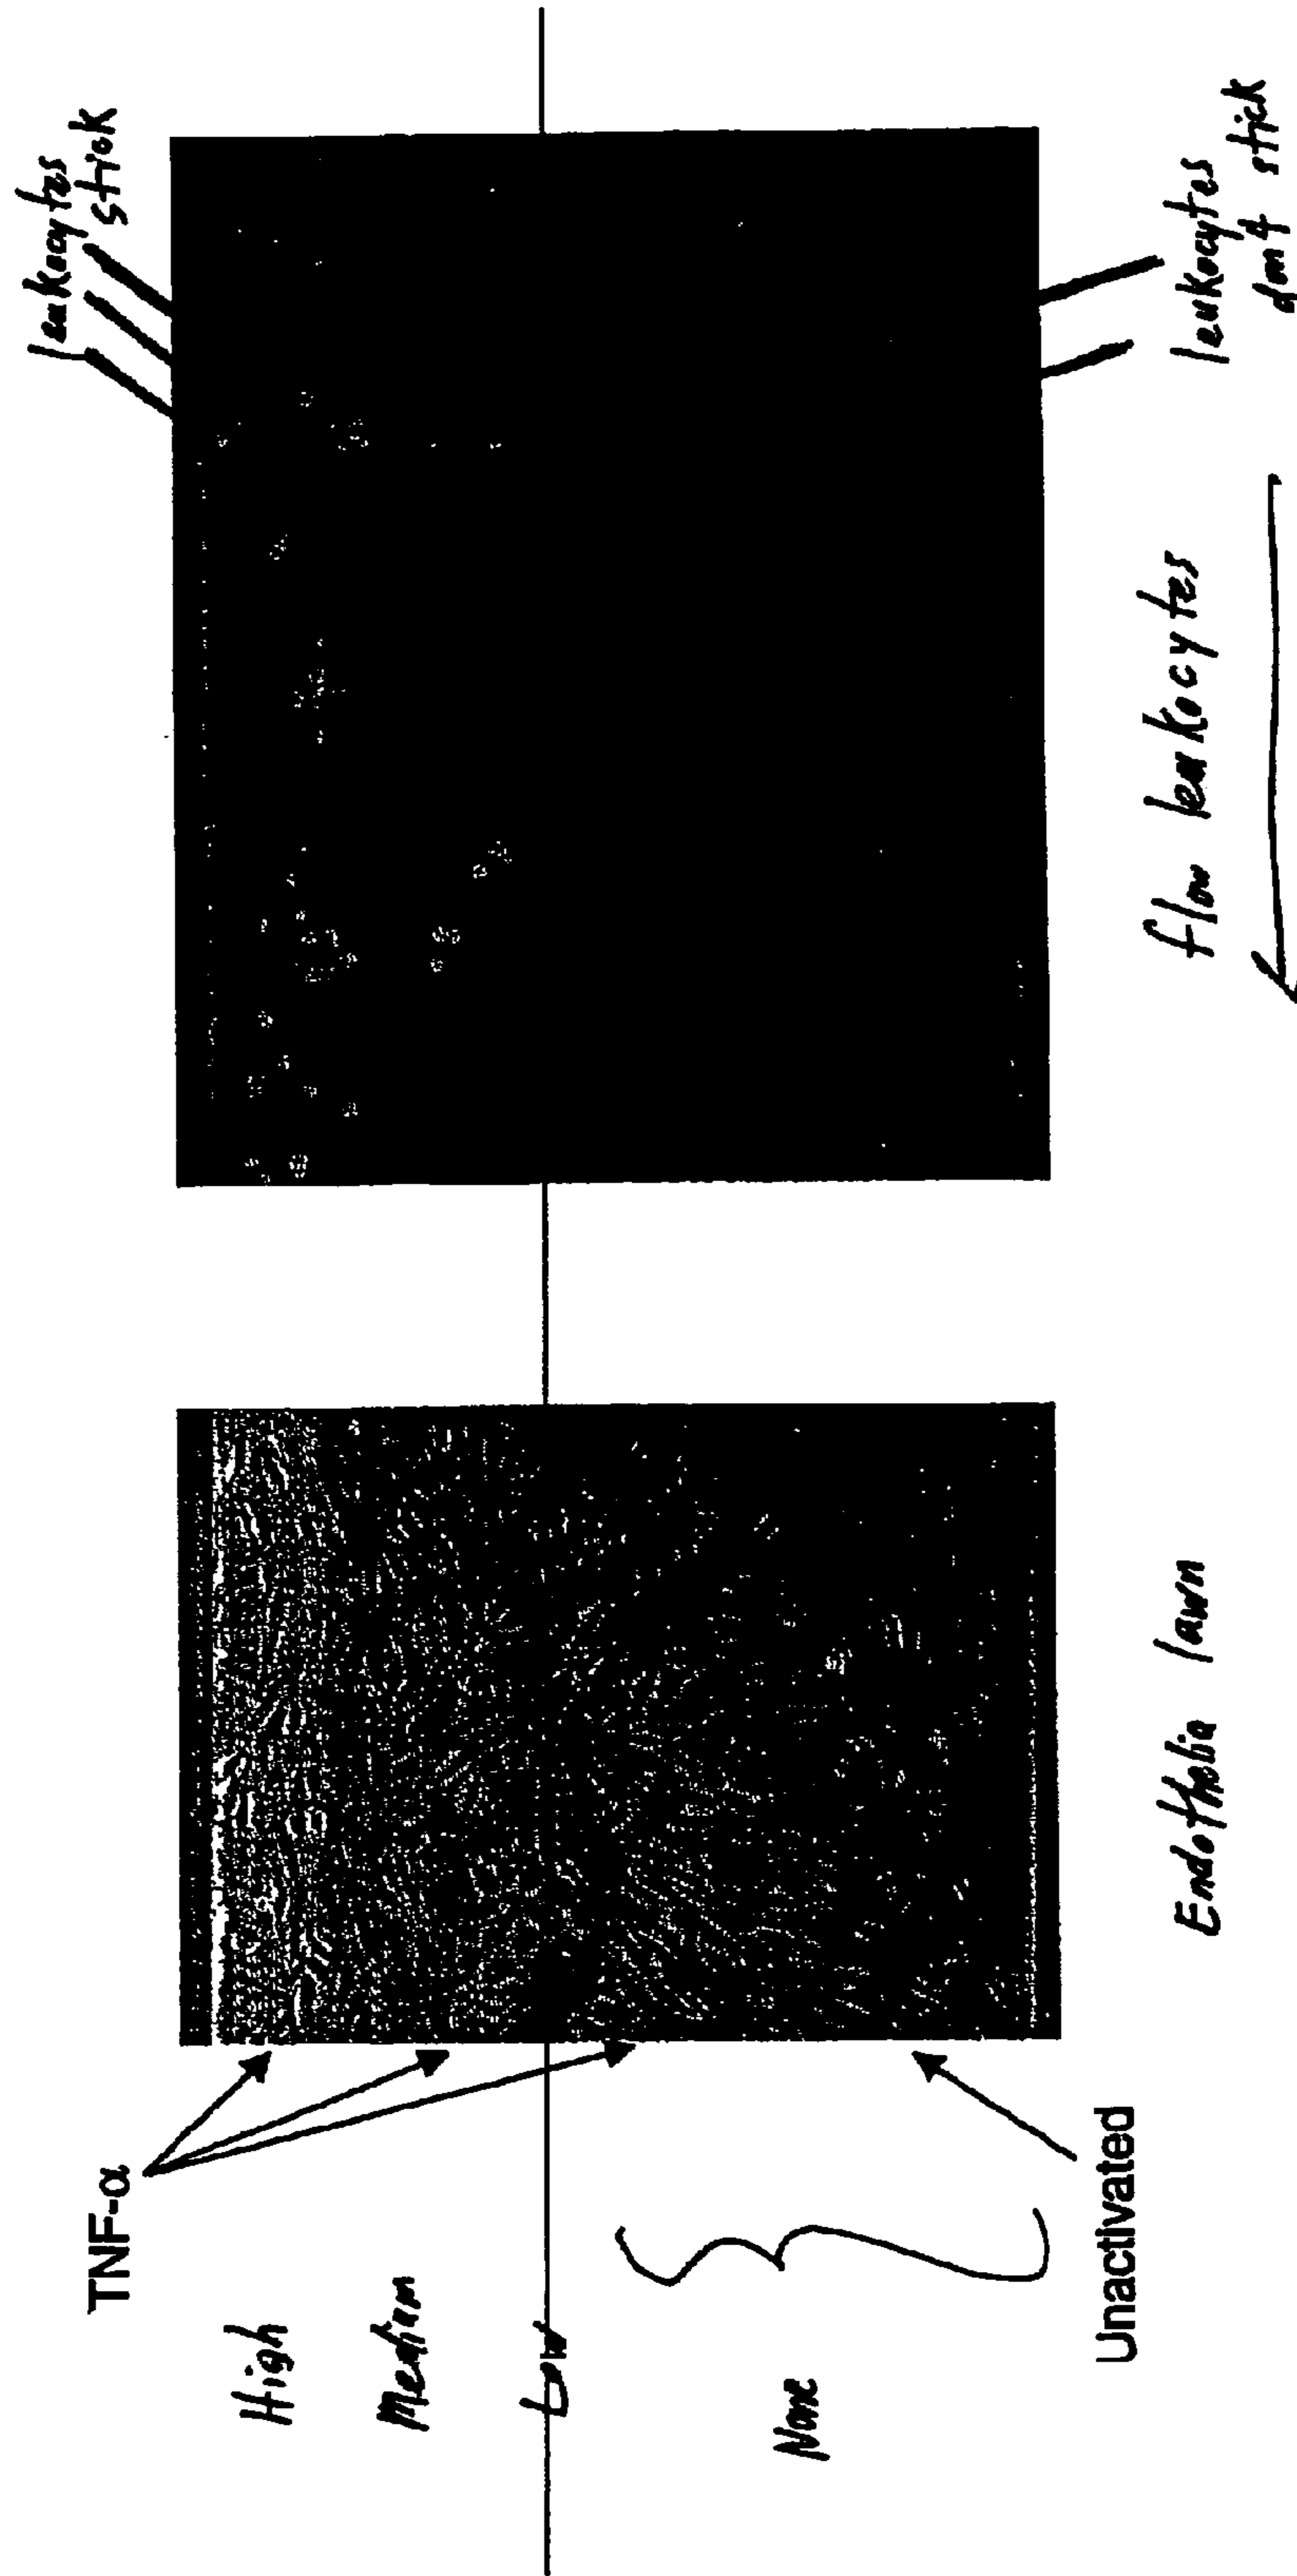 TNF-α
High
Medium
Low
None
Unactivated
Endothelia lawn
flow leukocytes
leukocytes
stick
leukocytes
don't stick